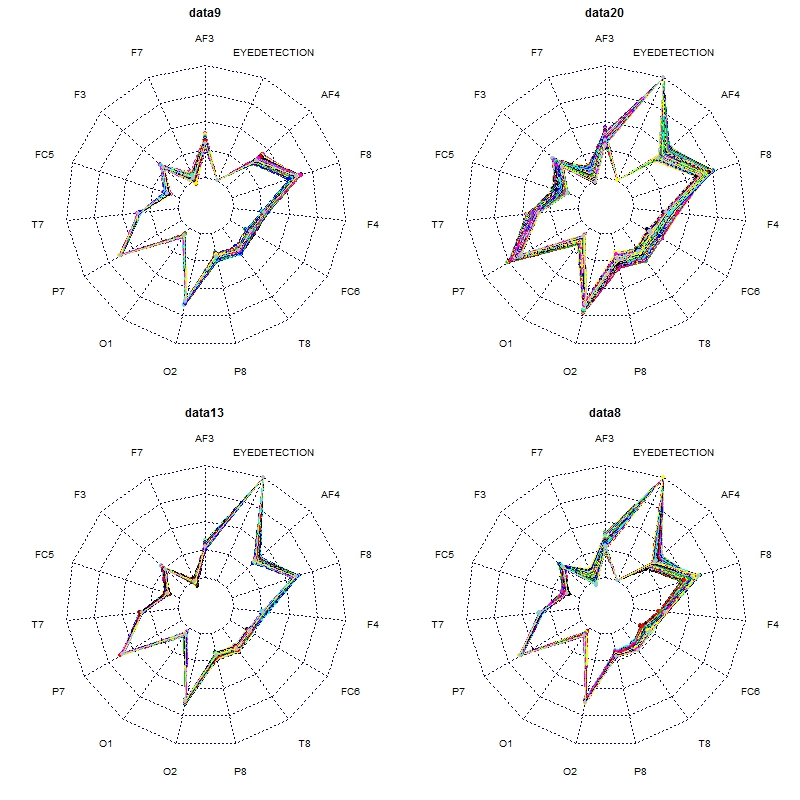 data9
AF3
F7
EYEDETECTION
F3
AF4
FC5
F8
T7
F4
P7
FC6
O1
T8
O2
P8
data20
AF3
F7
EYEDETECTION
F3
AF4
FC5
F8
T7
F4
P7
FC6
O1
T8
O2
P8
data13
AF3
F7
EYEDETECTION
F3
AF4
FC5
F8
T7
F4
P7
FC6
O1
T8
O2
P8
data8
AF3
F7
EYEDETECTION
F3
AF4
FC5
F8
T7
F4
P7
FC6
O1
T8
O2
P8